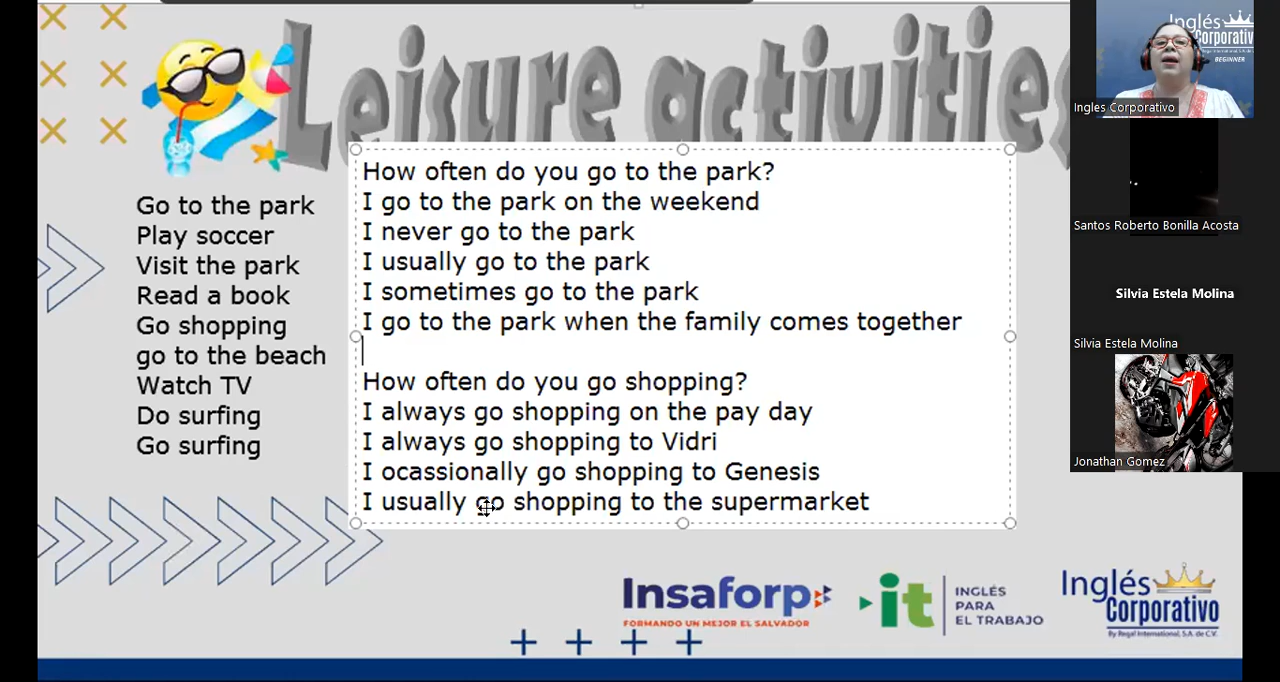 Leisure activities
Go to the park
Play soccer
Visit the park
Read a book
Go shopping
go to the beach
Watch TV
Do surfing
Go surfing
How often do you go to the park?
I go to the park on the weekend
I never go to the park
I usually go to the park
I sometimes go to the park
I go to the park when the family comes together
How often do you go shopping?
I always go shopping on the pay day
I always go shopping to Vidri
I ocassionally go shopping to Genesis
I usually go shopping to the supermarket
Insaforp
FORMANDO UN MEJOR EL SALVADOR
it
INGLÉS
PARA
EL TRABAJO
Inglés
Corporativo
By Regal International, S.A. de C.V.
Inglés
Corporativo
BEGINNER
Ingles Corporativo
Santos Roberto Bonilla Acosta
Silvia Estela Molina
Silvia Estela Molina
Jonathan Gomez